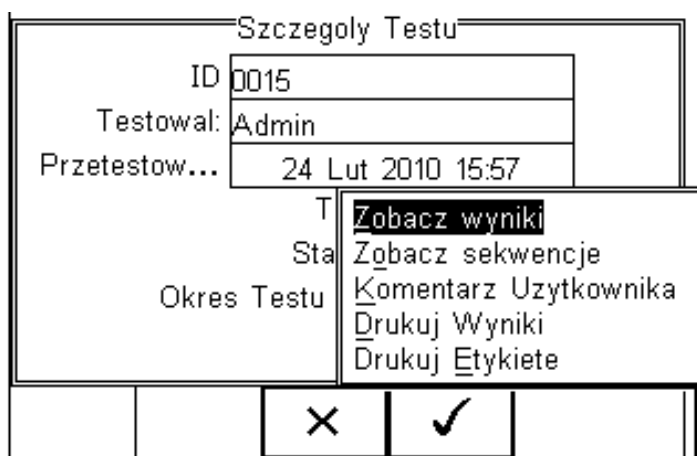 Szczegoly Testu
ID 0015
Testowal: Admin
Przetestow... 24 Lut 2010 15:57
T
Sta
Okres Testu
Zobacz wyniki
Zobacz sekwencje
Komentarz Uzytkownika
Drukuj Wyniki
Drukuj Etykiete